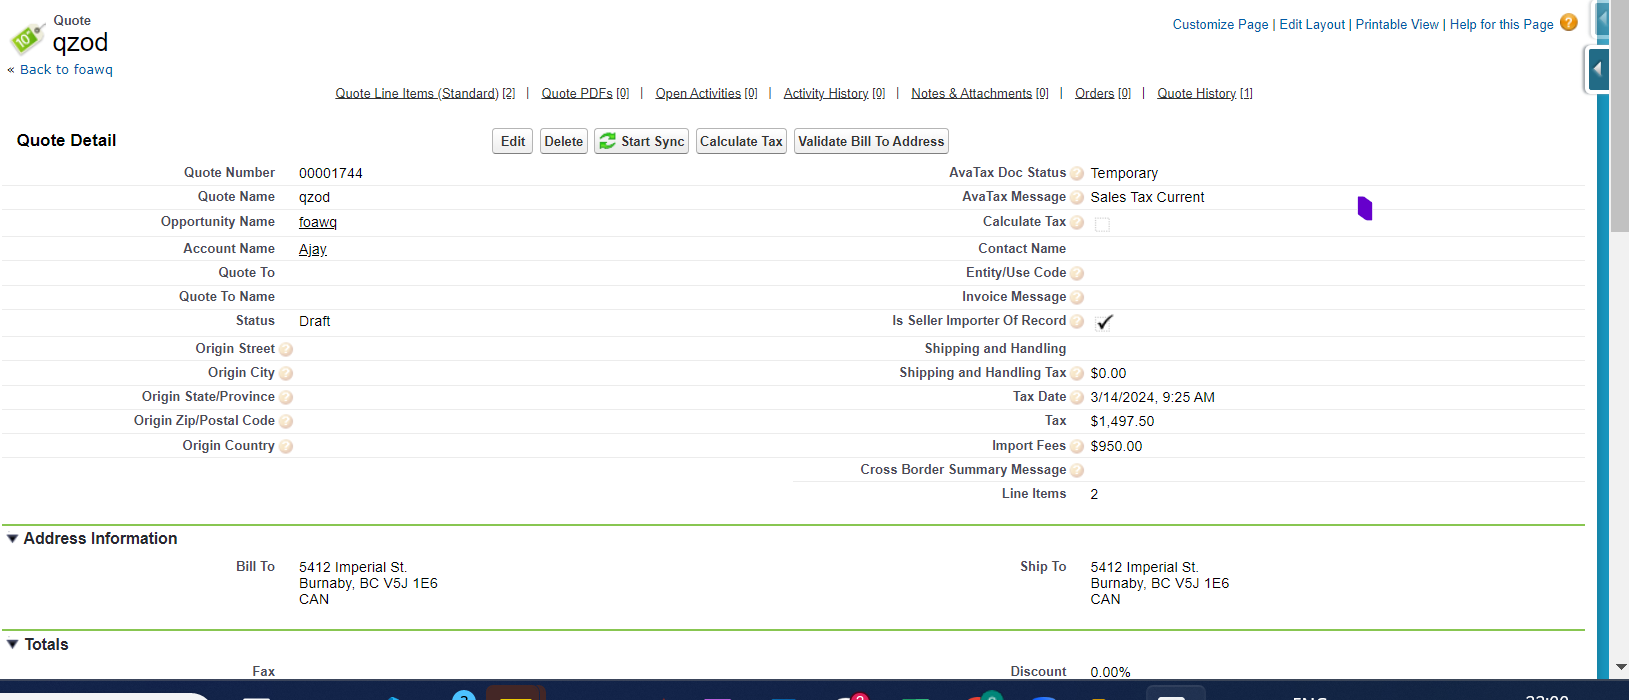 Quote
qzod
« Back to foawq
Customize Page | Edit Layout | Printable View | Help for this Page ?
Quote Line Items (Standard) [2] | Quote PDFs [0] | Open Activities [0] | Activity History [0] | Notes & Attachments [0] | Orders [0] | Quote History [1]
Quote Detail
Edit Delete Start Sync Calculate Tax Validate Bill To Address
Quote Number 00001744 AvaTax Doc Status ? Temporary
Quote Name qzod AvaTax Message ? Sales Tax Current
Opportunity Name foawq Calculate Tax ?
Account Name Ajay Contact Name
Quote To Entity/Use Code ?
Quote To Name Invoice Message ?
Status Draft Is Seller Importer Of Record ?
Origin Street ? Shipping and Handling
Origin City ? Shipping and Handling Tax ? $0.00
Origin State/Province ? Tax Date ? 3/14/2024, 9:25 AM
Origin Zip/Postal Code ? Tax $1,497.50
Origin Country ? Import Fees ? $950.00
Cross Border Summary Message ?
Line Items 2
Address Information
Bill To 5412 Imperial St. Ship To 5412 Imperial St.
Burnaby, BC V5J 1E6 Burnaby, BC V5J 1E6
CAN CAN
Totals
Fax Discount 0.00%